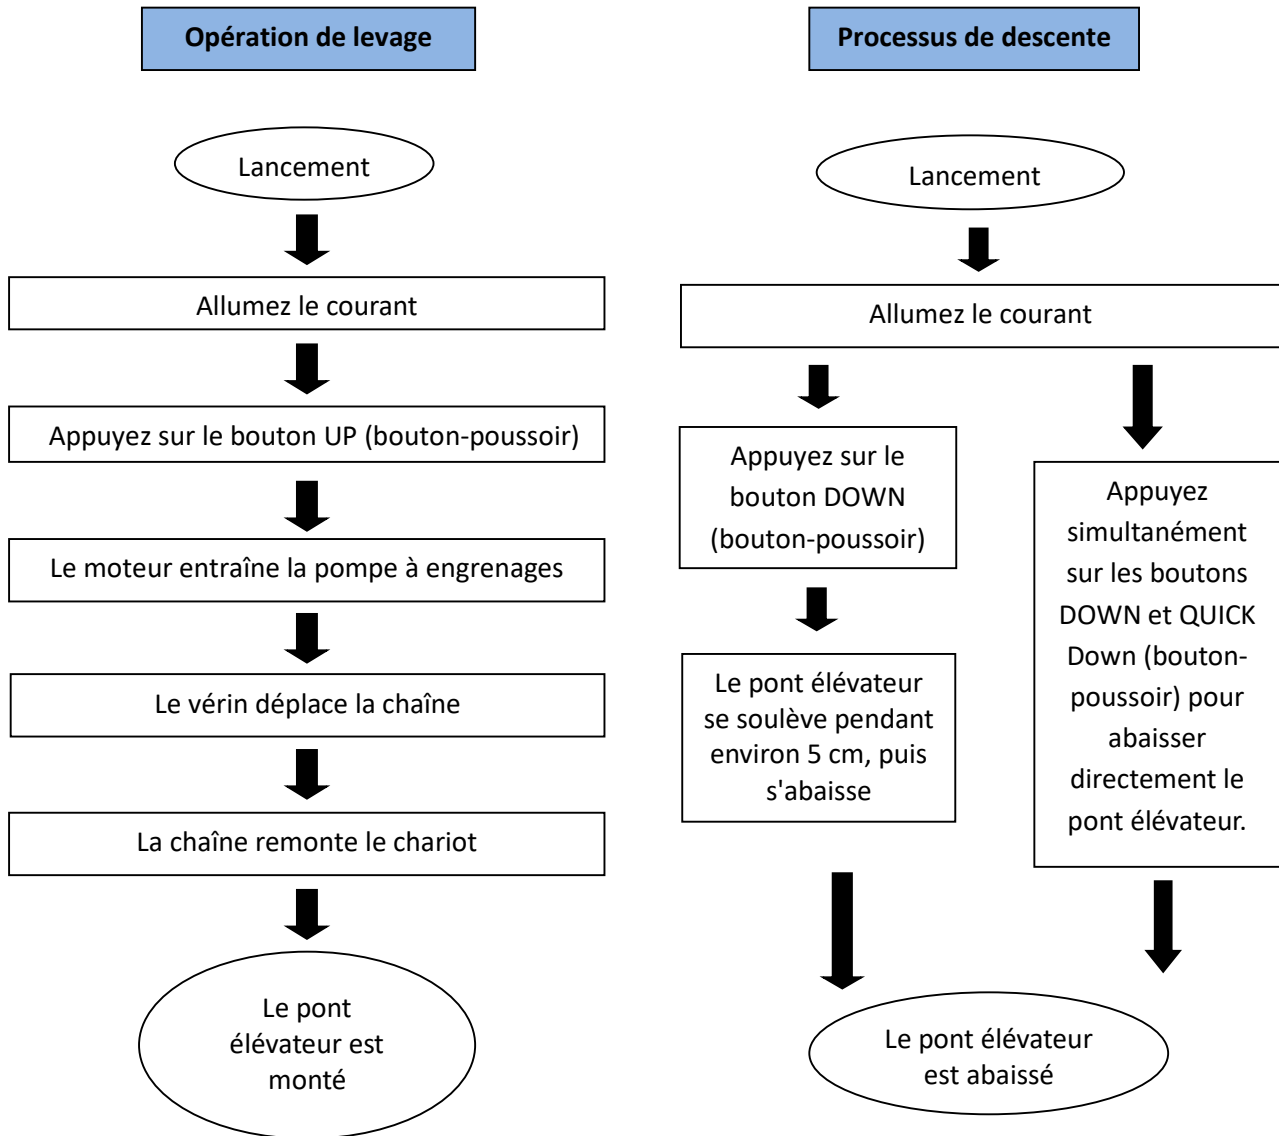 Opération de levage
Lancement
Allumez le courant
Appuyez sur le bouton UP (bouton-poussoir)
Le moteur entraîne la pompe à engrenages
Le vérin déplace la chaîne
La chaîne remonte le chariot
Le pont
élévateur est
monté
Processus de descente
Lancement
Allumez le courant
Appuyez sur le
bouton DOWN
(bouton-poussoir)
Le pont élévateur
se soulève pendant
environ 5 cm, puis
s'abaisse
Appuyez
simultanément
sur les boutons
DOWN et QUICK
Down (bouton-
poussoir) pour
abaisser
directement le
pont élévateur.
Le pont élévateur
est abaissé